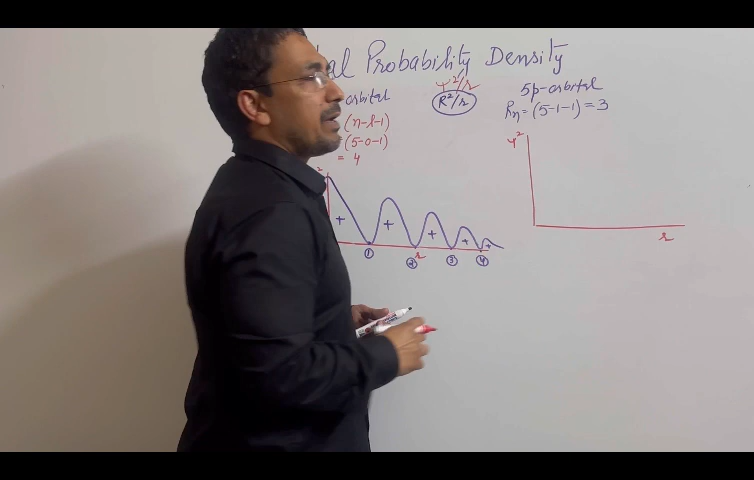 al Probability Density
orbital
(n-l-1)
=(5-0-1)
= 4
Ψ²/r
R²/r
5p-orbital
Rn = (5-1-1) = 3
2
+ + + + +
① ② ③ ④
r
Ψ²
r